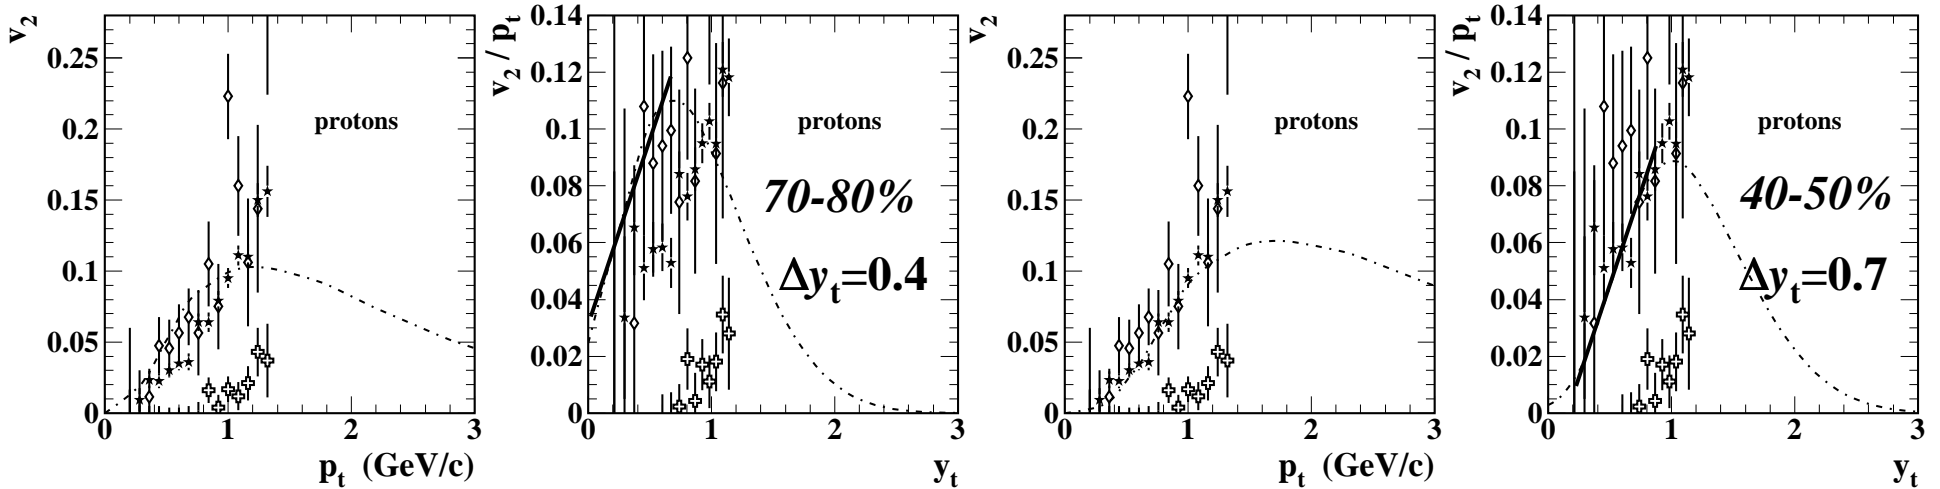 v2
0.25
0.2
0.15
0.1
0.05
0
protons
0 1 2 3
pt (GeV/c)
v2 / pt
0.14
0.12
0.1
0.08
0.06
0.04
0.02
0
protons
70-80%
Δyt=0.4
0 1 2 3
yt
v2
0.25
0.2
0.15
0.1
0.05
0
protons
0 1 2 3
pt (GeV/c)
v2 / pt
0.14
0.12
0.1
0.08
0.06
0.04
0.02
0
protons
40-50%
Δyt=0.7
0 1 2 3
yt